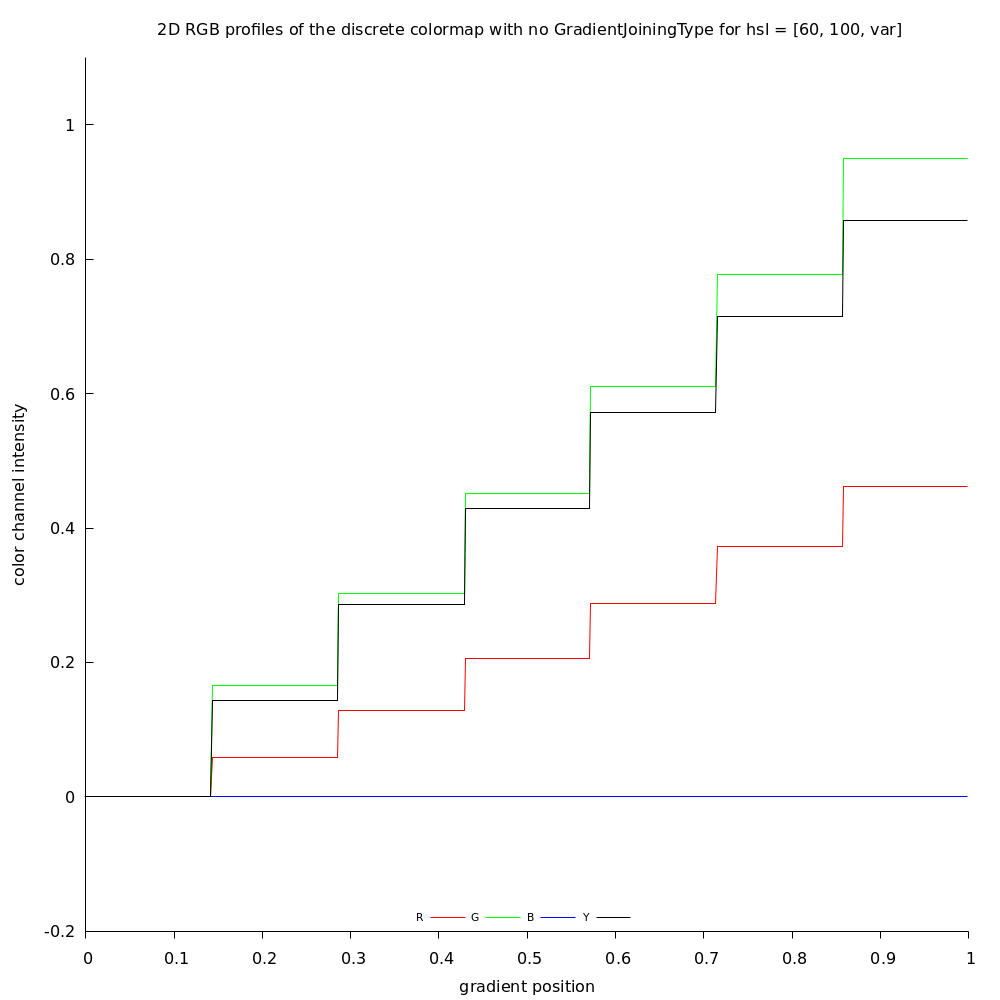 2D RGB profiles of the discrete colormap with no GradientJoiningType for hsl = [60, 100, var]
1
0.8
0.6
0.4
0.2
0
-0.2
color channel intensity
R G B Y
0 0.1 0.2 0.3 0.4 0.5 0.6 0.7 0.8 0.9 1
gradient position